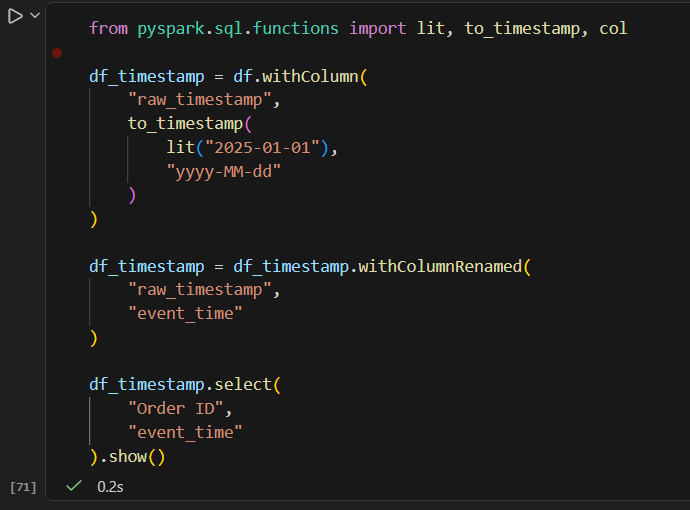 from pyspark.sql.functions import lit, to_timestamp, col
df_timestamp = df.withColumn(
"raw_timestamp",
to_timestamp(
lit("2025-01-01"),
"yyyy-MM-dd"
)
)
df_timestamp = df_timestamp.withColumnRenamed(
"raw_timestamp",
"event_time"
)
df_timestamp.select(
"Order ID",
"event_time"
).show()
[71] 0.2s